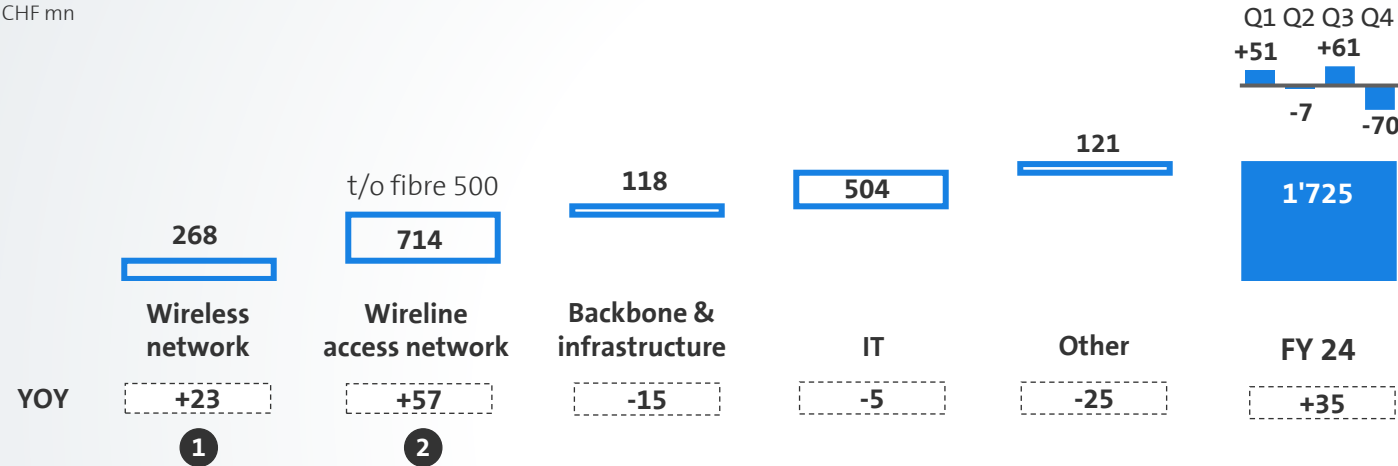 CHF mn
Q1 Q2 Q3 Q4
+51 +61
-7 -70
t/o fibre 500
268 714 118 504 121 1'725
Wireless network
Wireline access network
Backbone & infrastructure
IT
Other
FY 24
YOY +23 +57 -15 -5 -25 +35
1 2